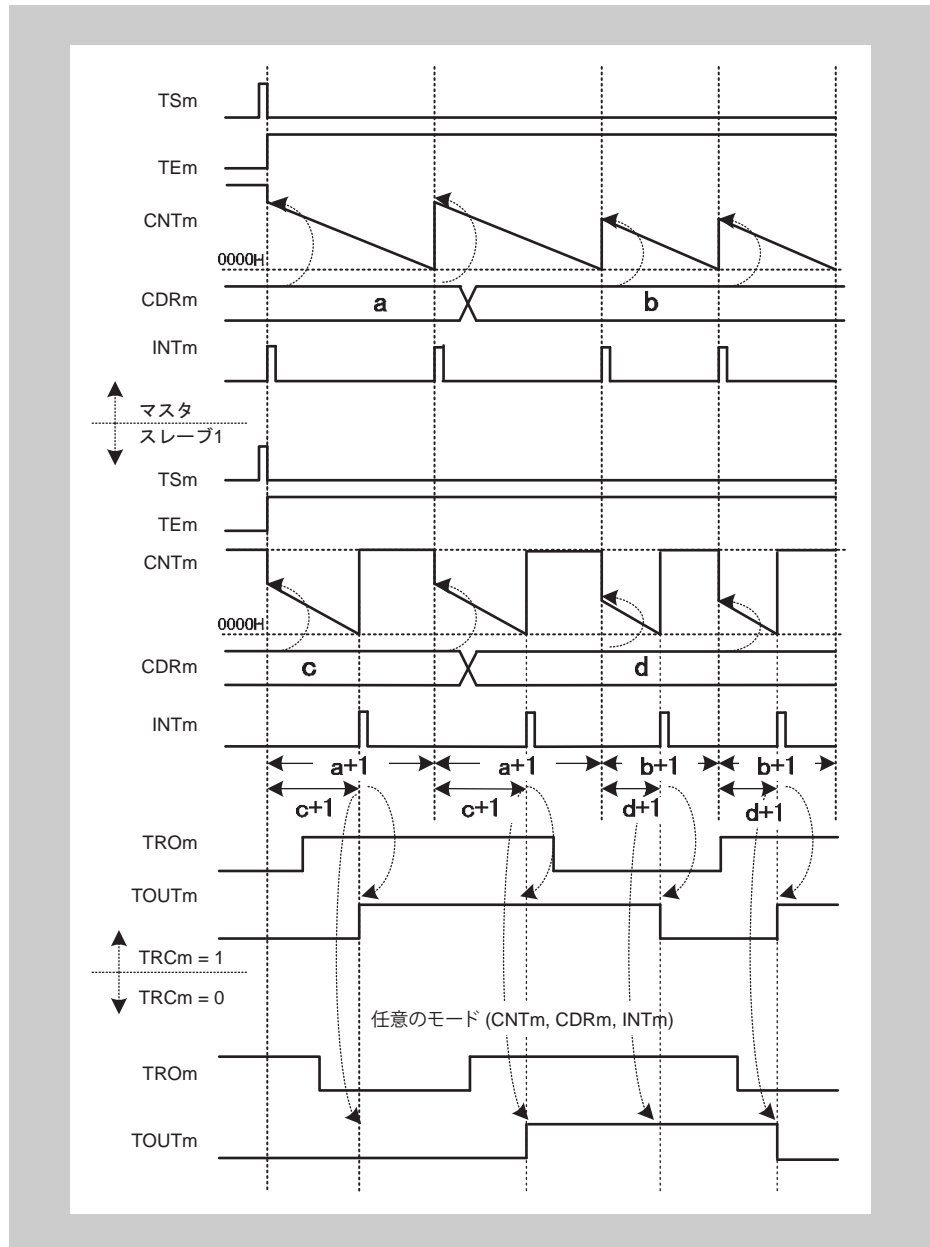 TSm
TEm
CNTm
0000H
CDRm
a
b
INTm
マスタ
スレーブ1
TSm
TEm
CNTm
0000H
CDRm
c
d
INTm
a+1
a+1
b+1
b+1
c+1
c+1
d+1
d+1
TROm
TOUTm
TRCm = 1
TRCm = 0
任意のモード (CNTm, CDRm, INTm)
TROm
TOUTm